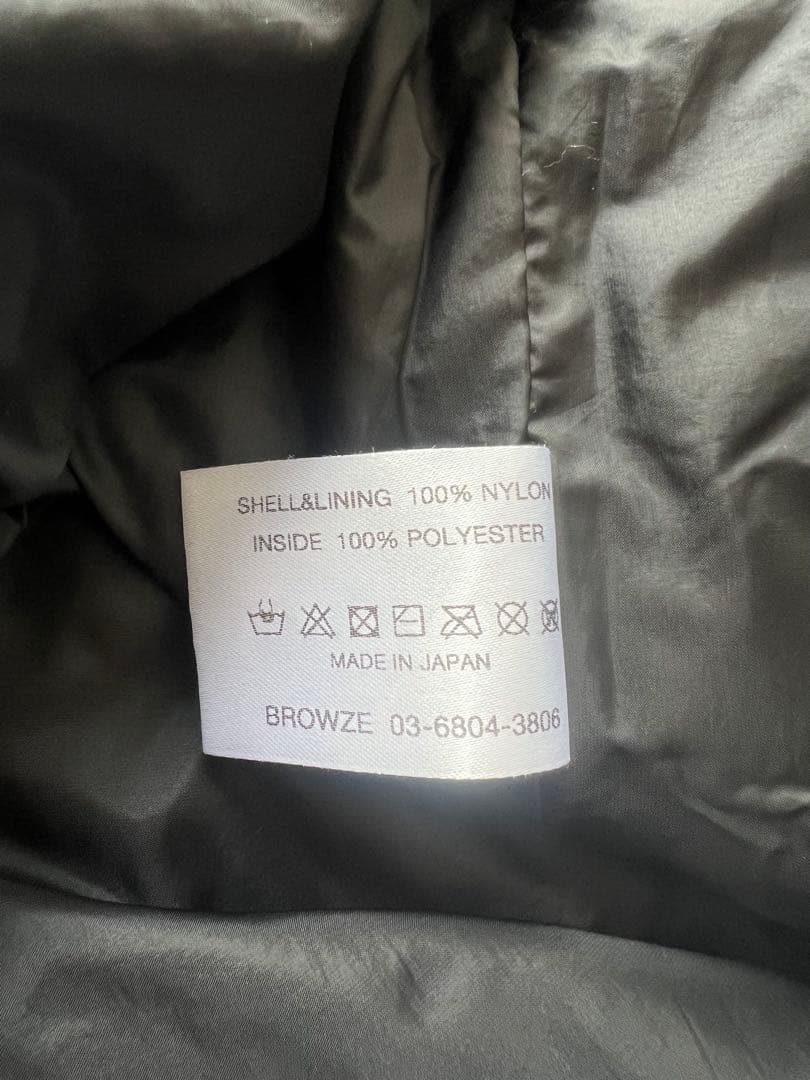 SHELL&LINING 100% NYLON
INSIDE 100% POLYESTER
MADE IN JAPAN
BROWZE 03-6804-3806